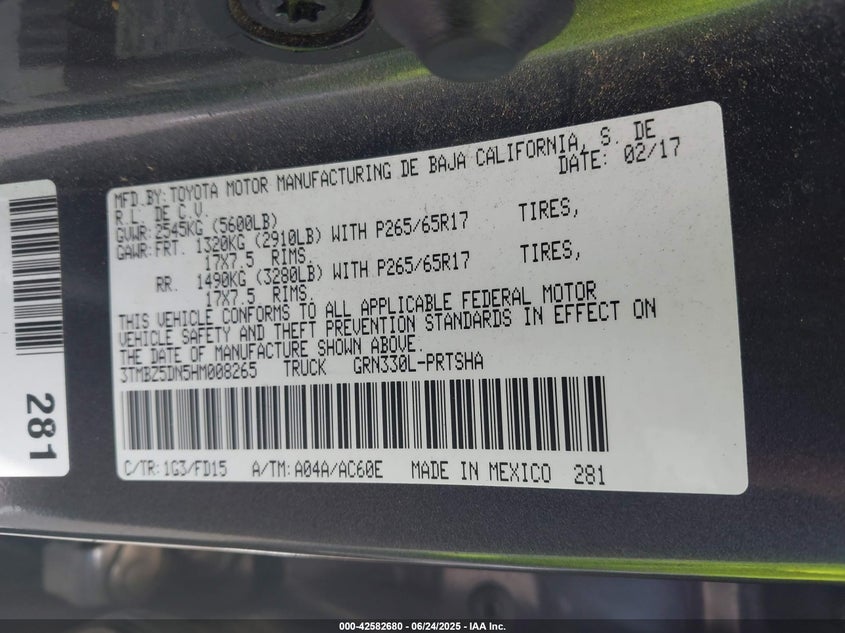 MFD.BY:TOYOTA MOTOR MANUFACTURING DE BAJA CALIFORNIA, S. DE
R.L. DE C.V. DATE: 02/17
GVWR:2545KG (5600LB)
GAWR:FRT. 1320KG (2910LB) WITH P265/65R17 TIRES,
17X7.5 RIMS,
RR. 1490KG (3280LB) WITH P265/65R17 TIRES,
17X7.5 RIMS,
THIS VEHICLE CONFORMS TO ALL APPLICABLE FEDERAL MOTOR
VEHICLE SAFETY AND THEFT PREVENTION STANDARDS IN EFFECT ON
THE DATE OF MANUFACTURE SHOWN ABOVE.
3TMBZ5DN5HM008265 TRUCK GRN330L-PRTSHA
C/TR:1G3/FD15 A/TM:A04A/AC60E MADE IN MEXICO 281
281
000-42582680 - 06/24/2025 - IAA Inc.